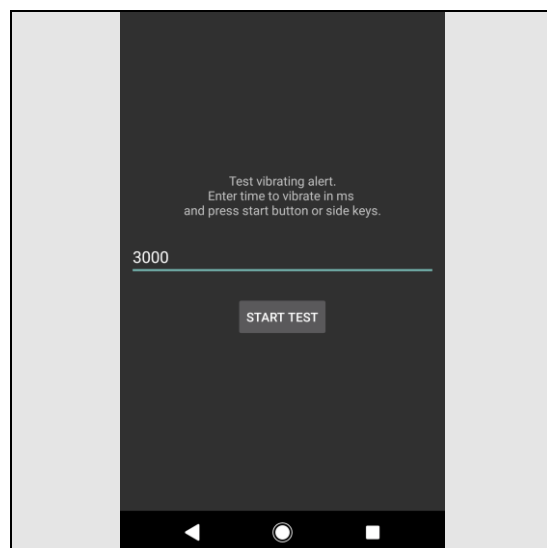 Test vibrating alert.
Enter time to vibrate in ms
and press start button or side keys.
3000
START TEST